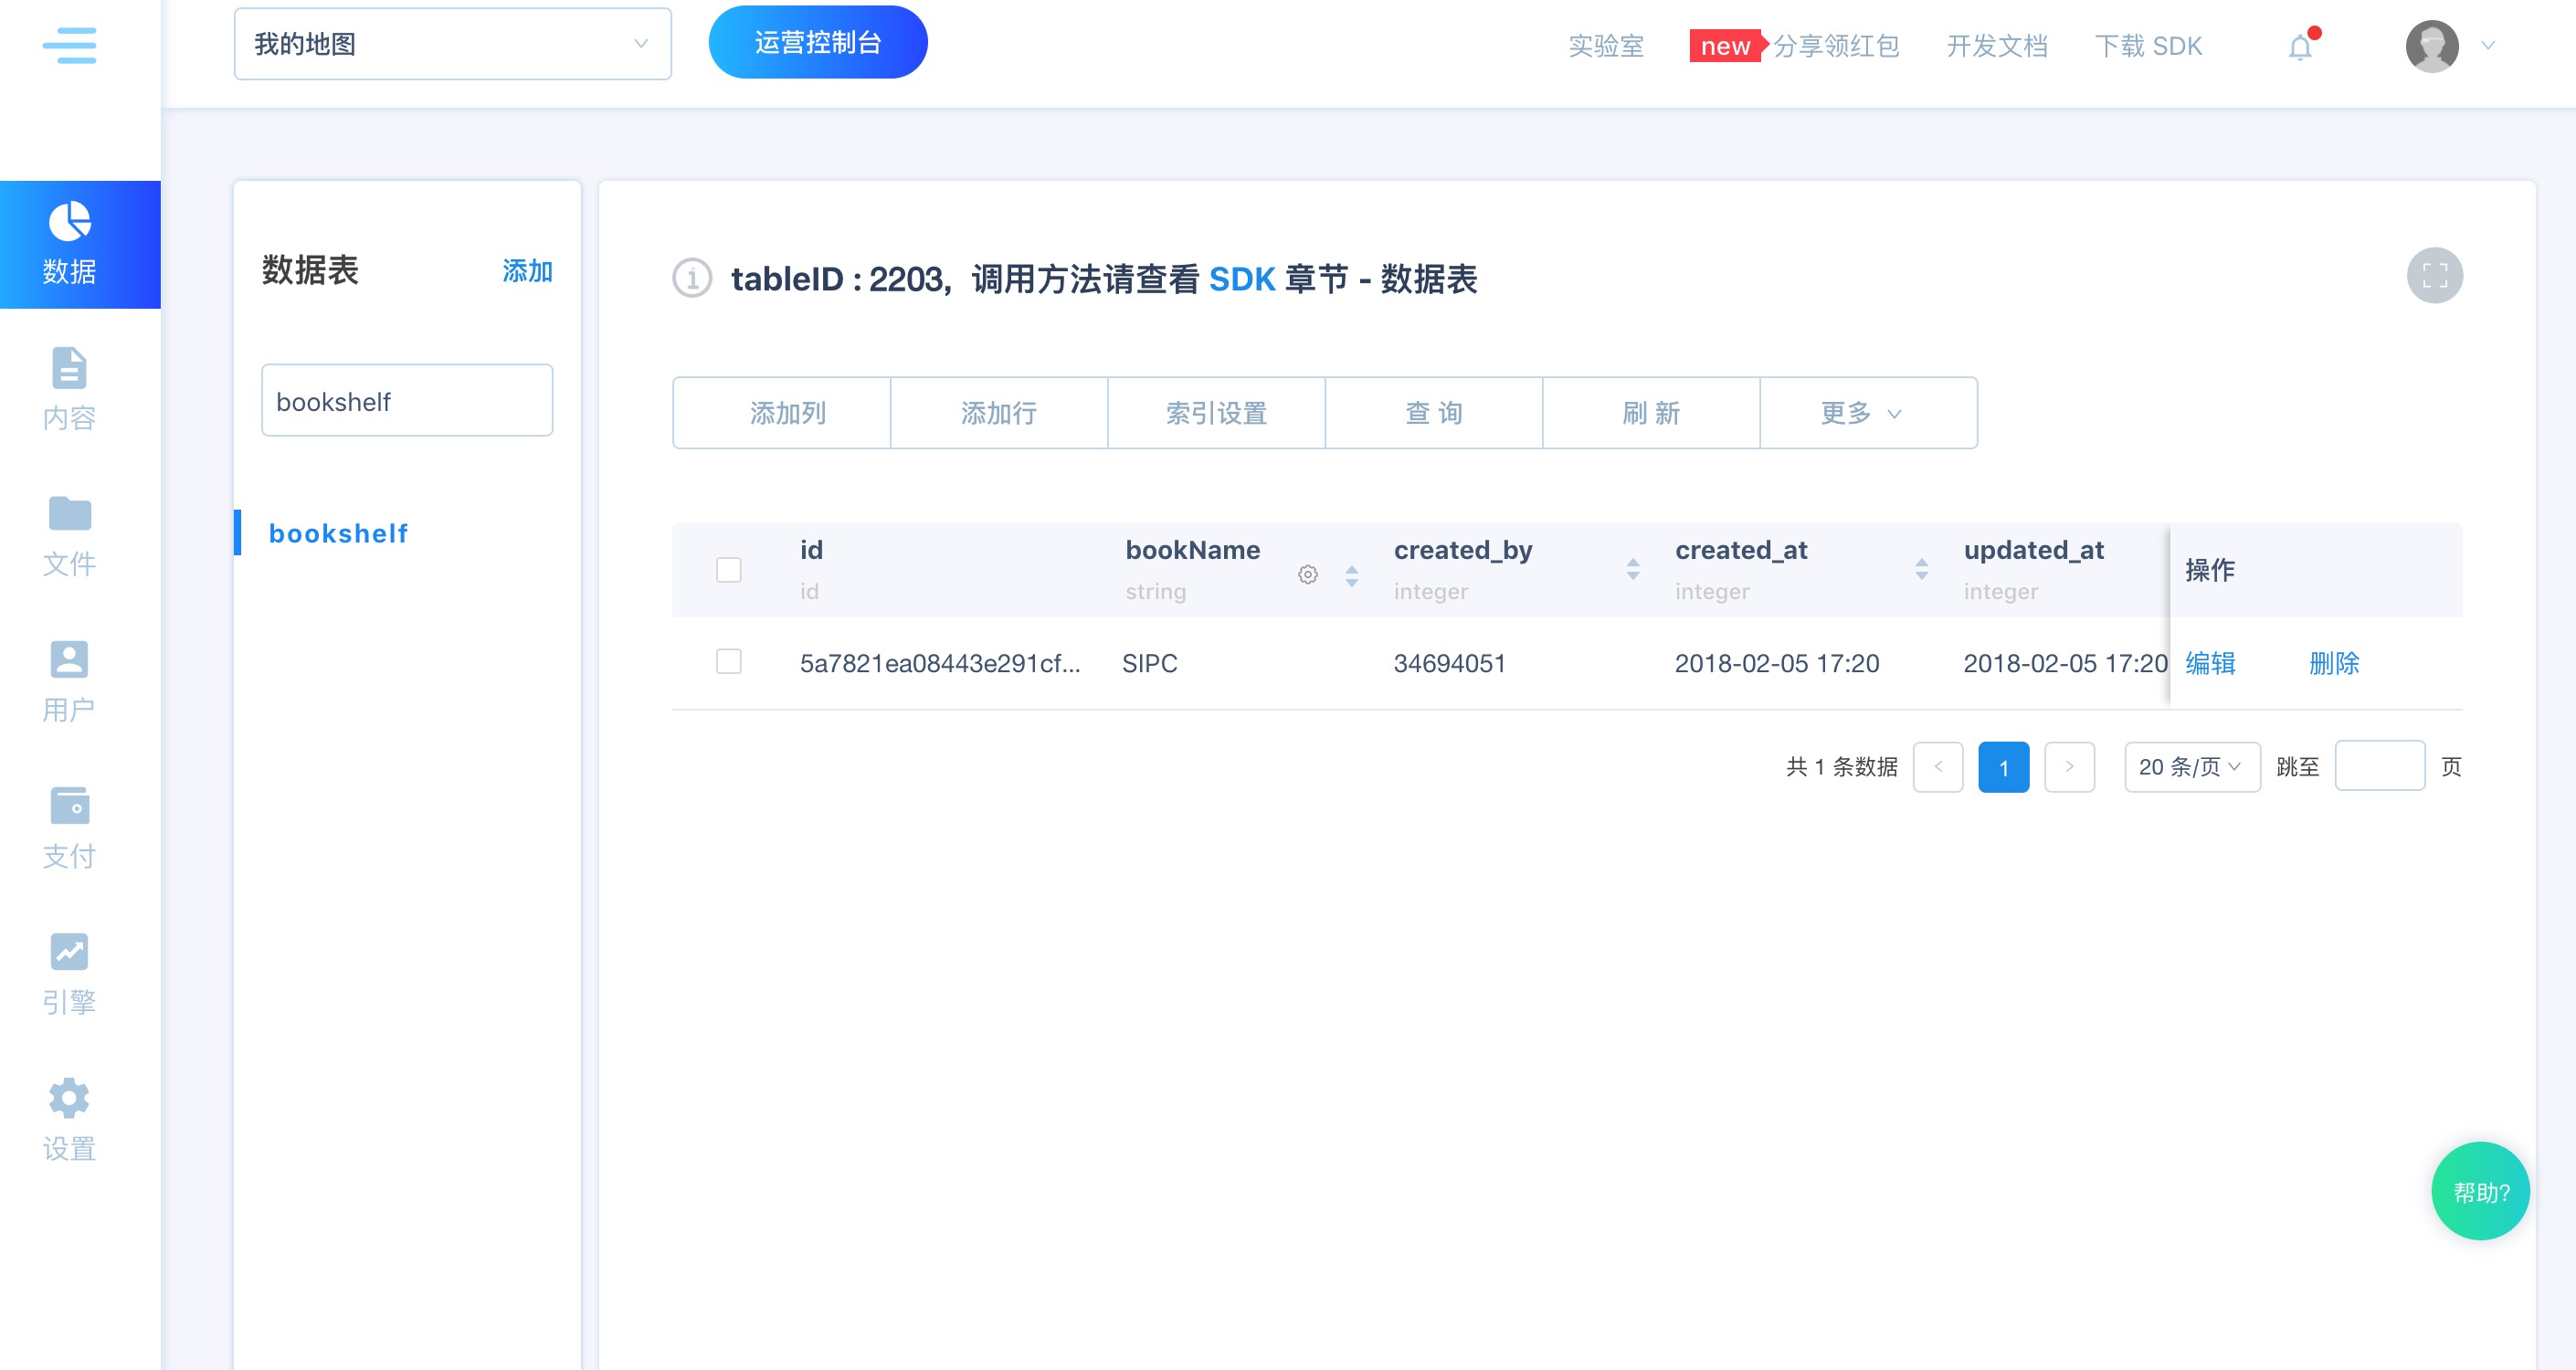 我的地图
运营控制台
实验室
new
分享领红包
开发文档
下载 SDK
数据
内容
文件
用户
支付
引擎
设置
数据表
添加
bookshelf
bookshelf
tableID : 2203, 调用方法请查看 SDK 章节 - 数据表
添加列
添加行
索引设置
查 询
刷 新
更多
id
bookName
created_by
created_at
updated_at
操作
id
string
integer
integer
integer
5a7821ea08443e291cf...
SIPC
34694051
2018-02-05 17:20
2018-02-05 17:20
编辑
删除
共 1 条数据
1
20 条/页
跳至
页
帮助?